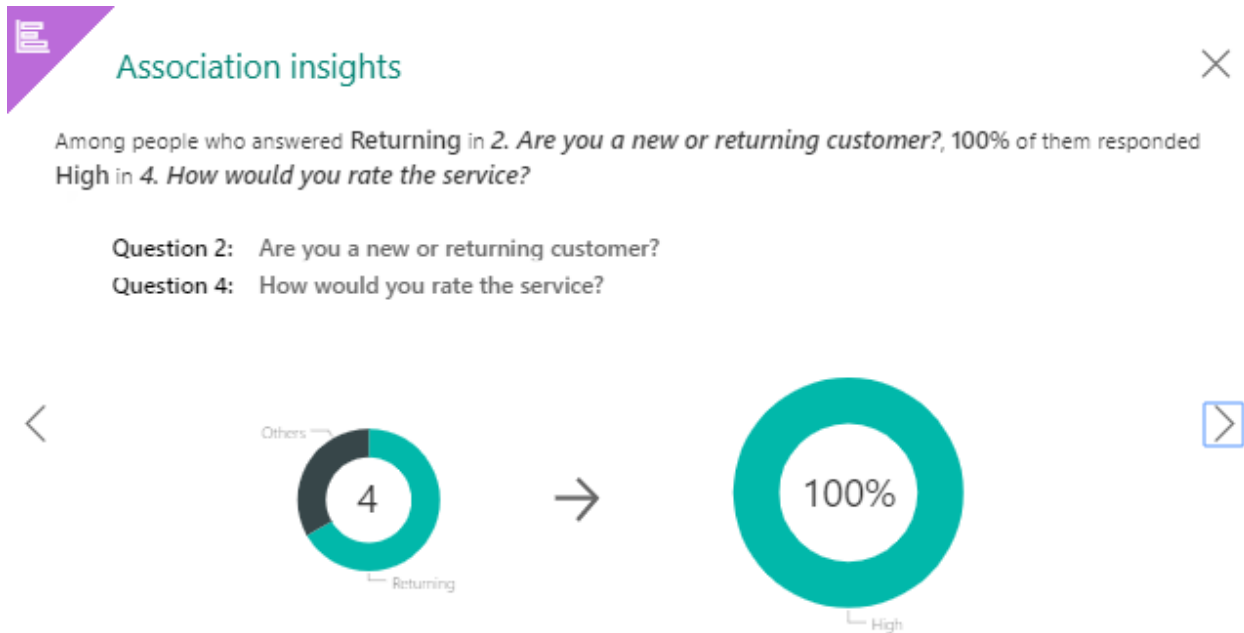 Association insights
Among people who answered Returning in 2. Are you a new or returning customer?, 100% of them responded
High in 4. How would you rate the service?
Question 2: Are you a new or returning customer?
Question 4: How would you rate the service?
Others
4
Returning
100%
High